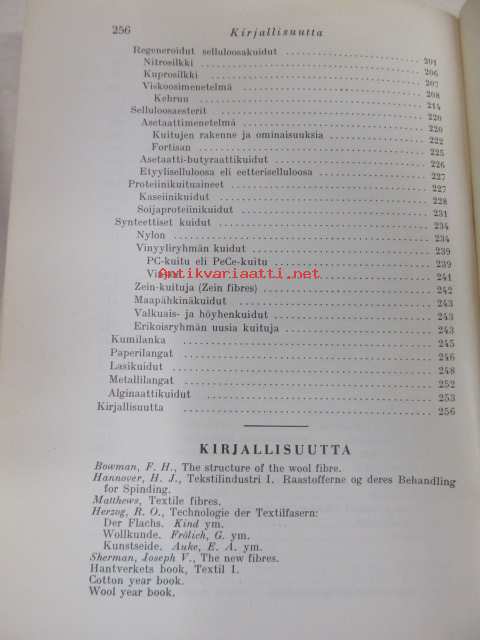 256 Kirjallisuutta
Regeneroidut selluloosakuidut 201
Nitrosilkki 206
Kuprosilkki 207
Viskoosimenetelmä 208
Kehruu 214
Selluloosaesterit 220
Asetaattimenetelmä 220
Kuitujen rakenne ja ominaisuuksia 222
Fortisan 225
Asetaatti-butyraattikuidut 226
Etyyliselluloosa eli eetteriselluloosa 227
Proteiinikuituaineet 227
Kaseiinikuidut 228
Soijaproteiinikuidut 231
Synteettiset kuidut 234
Nylon 234
Vinyyliryhmän kuidut 239
PC-kuitu eli PeCe-kuitu 239
241
Antikvariaatti.net
Zein-kuituja (Zein fibres) 242
Maapähkinäkuidut 243
Valkuais- ja höyhenkuidut 243
Erikoisryhmän uusia kuituja 243
Kumilanka 245
Paperilangat 246
Lasikuidut 248
Metallilangat 252
Alginaattikuidut 253
Kirjallisuutta 256
KIRJALLISUUTTA
Bowman, F. H., The structure of the wool fibre.
Hannover, H. J., Tekstilindustri I. Raastofferne og deres Behandling
for Spinding.
Matthews, Textile fibres.
Herzog, R. O., Technologie der Textilfasern:
Der Flachs. Kind ym.
Wollkunde. Frölich, G. ym.
Kunstseide. Auke, E. A. ym.
Sherman, Joseph V., The new fibres.
Hantverkets book, Textil I.
Cotton year book.
Wool year book.